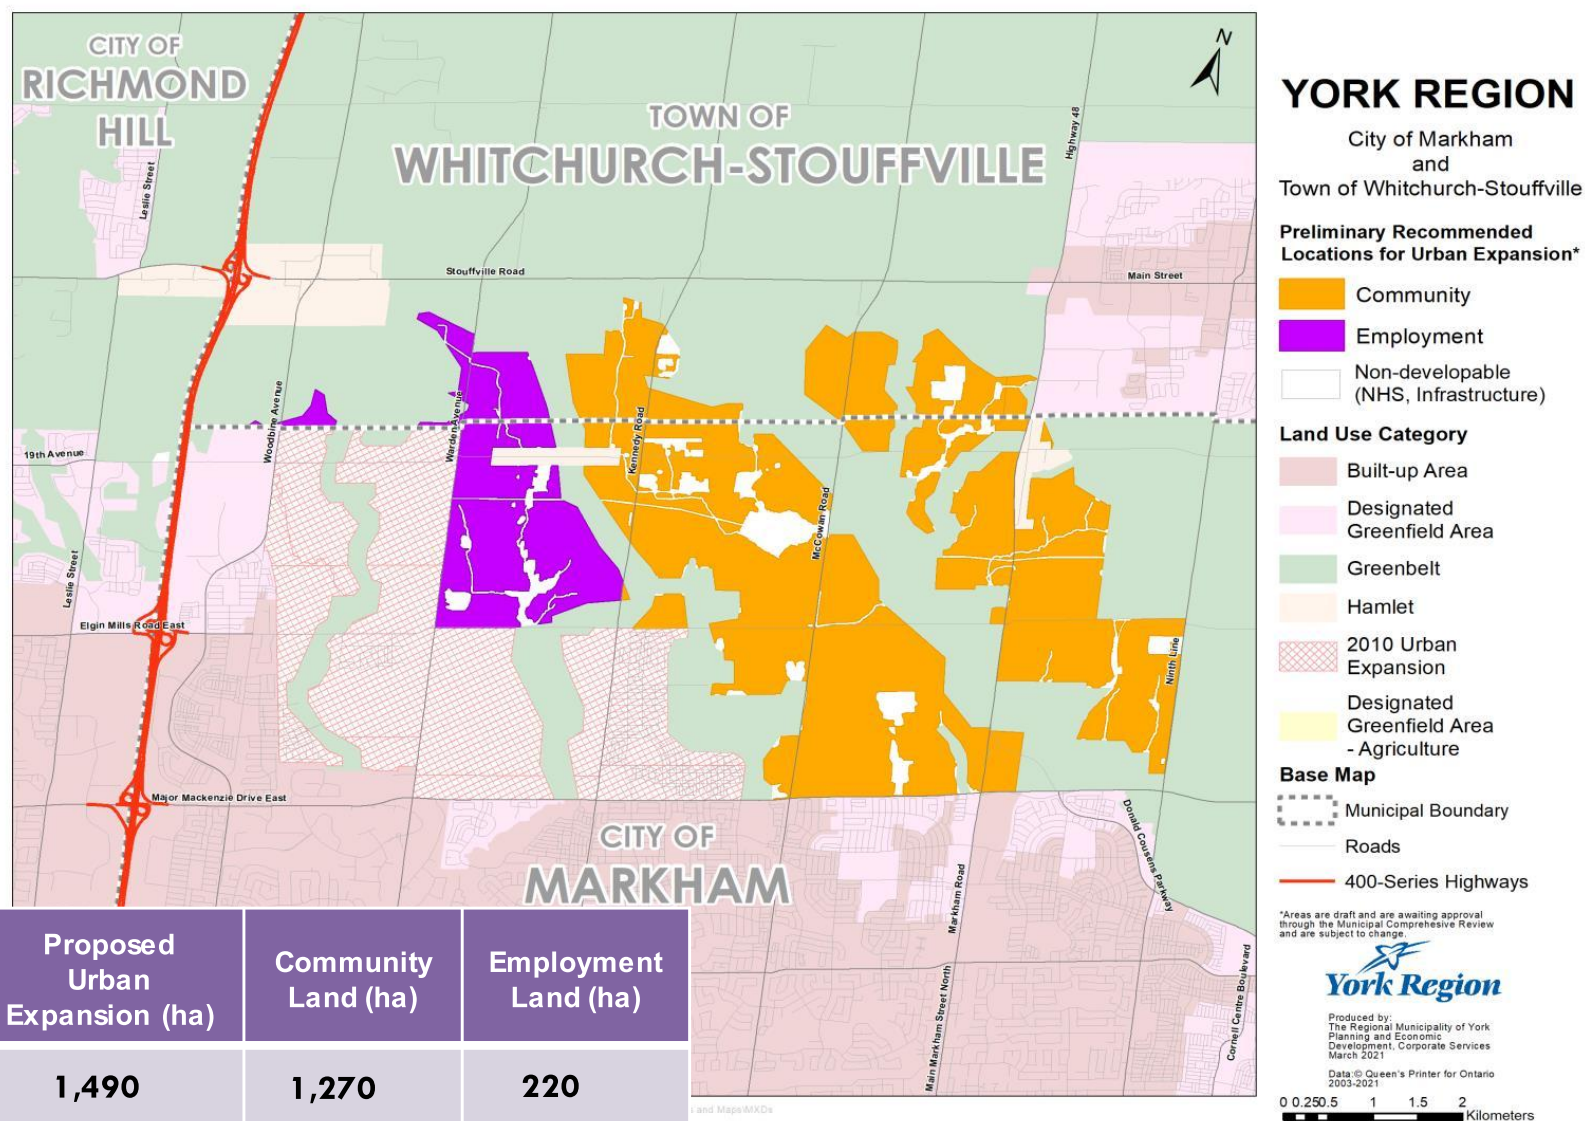 CITY OF
RICHMOND
HILL
TOWN OF
WHITCHURCH-STOUFFVILLE
N
Highway 48
Leslie Street
Stouffville Road
Main Street
Woodbine Avenue
Warden Avenue
Kennedy Road
McCowan Road
19th Avenue
Leslie Street
Elgin Mills Road East
Ninth Line
Major Mackenzie Drive East
CITY OF
MARKHAM
Donald Cousens Parkway
Markham Road
Main Markham Street North
Cornell Centre Boulevard
YORK REGION
City of Markham
and
Town of Whitchurch-Stouffville
Preliminary Recommended
Locations for Urban Expansion*
Community
Employment
Non-developable
(NHS, Infrastructure)
Land Use Category
Built-up Area
Designated
Greenfield Area
Greenbelt
Hamlet
2010 Urban
Expansion
Designated
Greenfield Area
- Agriculture
Base Map
Municipal Boundary
Roads
400-Series Highways
*Areas are draft and are awaiting approval
through the Municipal Comprehesive Review
and are subject to change.
York Region
Produced by:
The Regional Municipality of York
Planning and Economic
Development, Corporate Services
March 2021
Data:© Queen's Printer for Ontario
2003-2021
0 0.250.5 1 1.5 2
Kilometers
Proposed
Urban
Expansion (ha)
Community
Land (ha)
Employment
Land (ha)
1,490
1,270
220
and Maps\MXDs